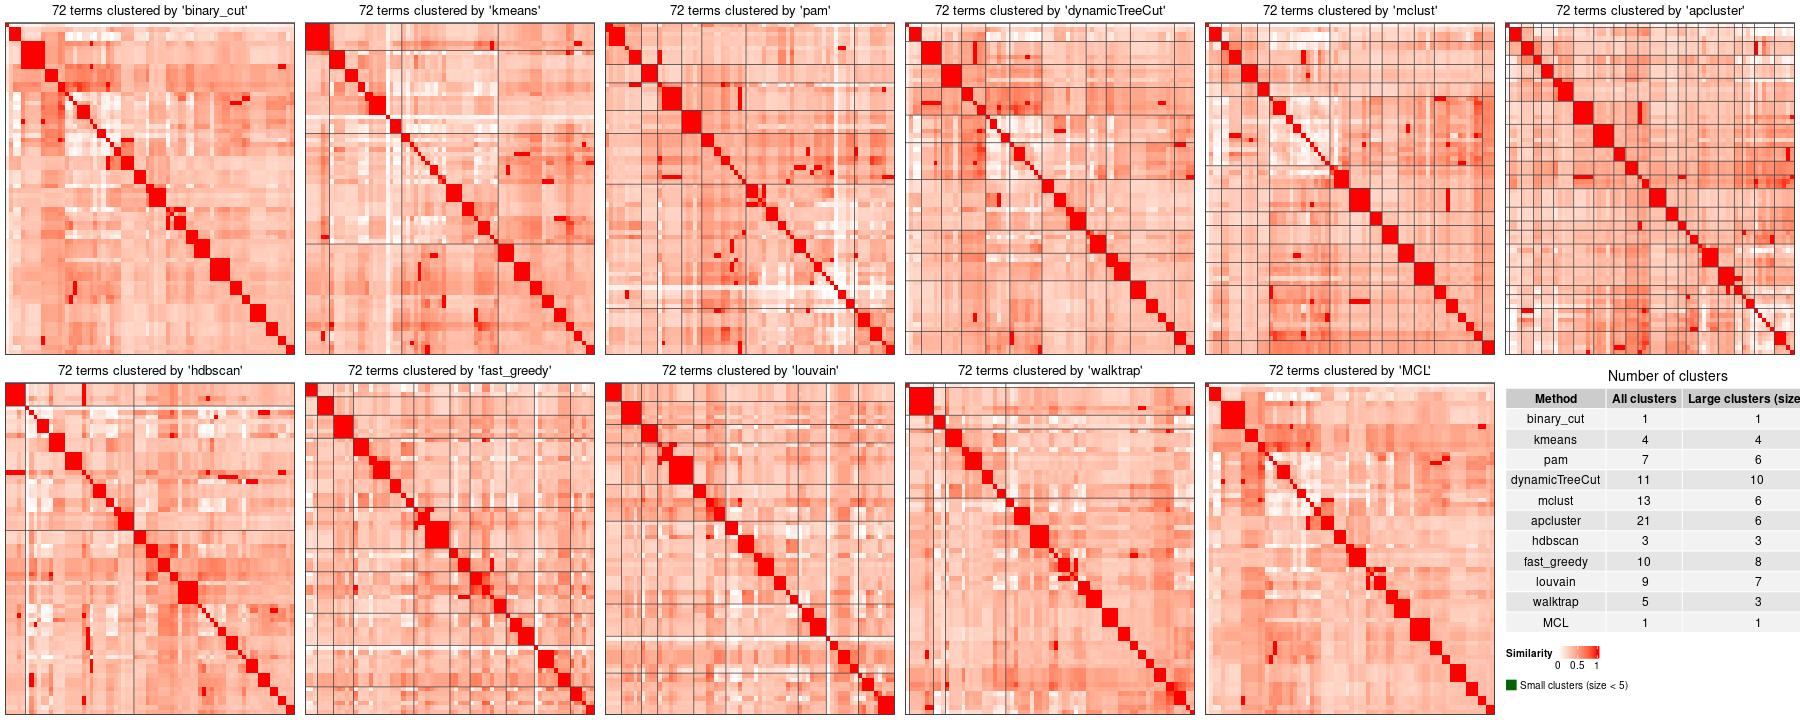 72 terms clustered by 'binary_cut'
72 terms clustered by 'kmeans'
72 terms clustered by 'pam'
72 terms clustered by 'dynamicTreeCut'
72 terms clustered by 'mclust'
72 terms clustered by 'apcluster'
72 terms clustered by 'hdbscan'
72 terms clustered by 'fast_greedy'
72 terms clustered by 'louvain'
72 terms clustered by 'walktrap'
72 terms clustered by 'MCL'
Number of clusters
Method All clusters Large clusters (size
binary_cut 1 1
kmeans 4 4
pam 7 6
dynamicTreeCut 11 10
mclust 13 6
apcluster 21 6
hdbscan 3 3
fast_greedy 10 8
louvain 9 7
walktrap 5 3
MCL 1 1
Similarity
0 0.5 1
Small clusters (size < 5)